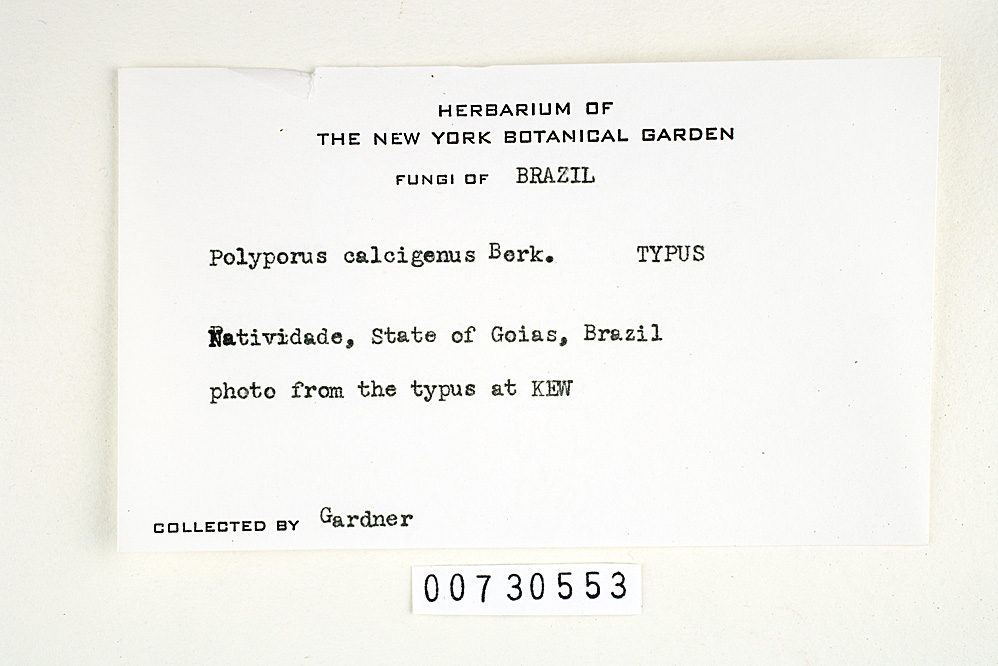 HERBARIUM OF
THE NEW YORK BOTANICAL GARDEN
FUNGI OF BRAZIL
Polyporus calcigenus Berk. TYPUS
Natividade, State of Goias, Brazil
photo from the typus at KEW
COLLECTED BY Gardner
00730553